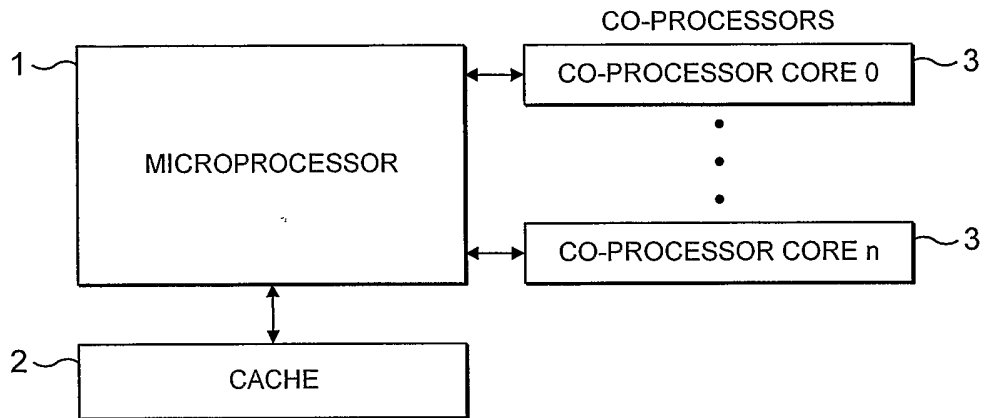 CO-PROCESSORS
1
CO-PROCESSOR CORE 0
3
MICROPROCESSOR
CO-PROCESSOR CORE n
3
2
CACHE